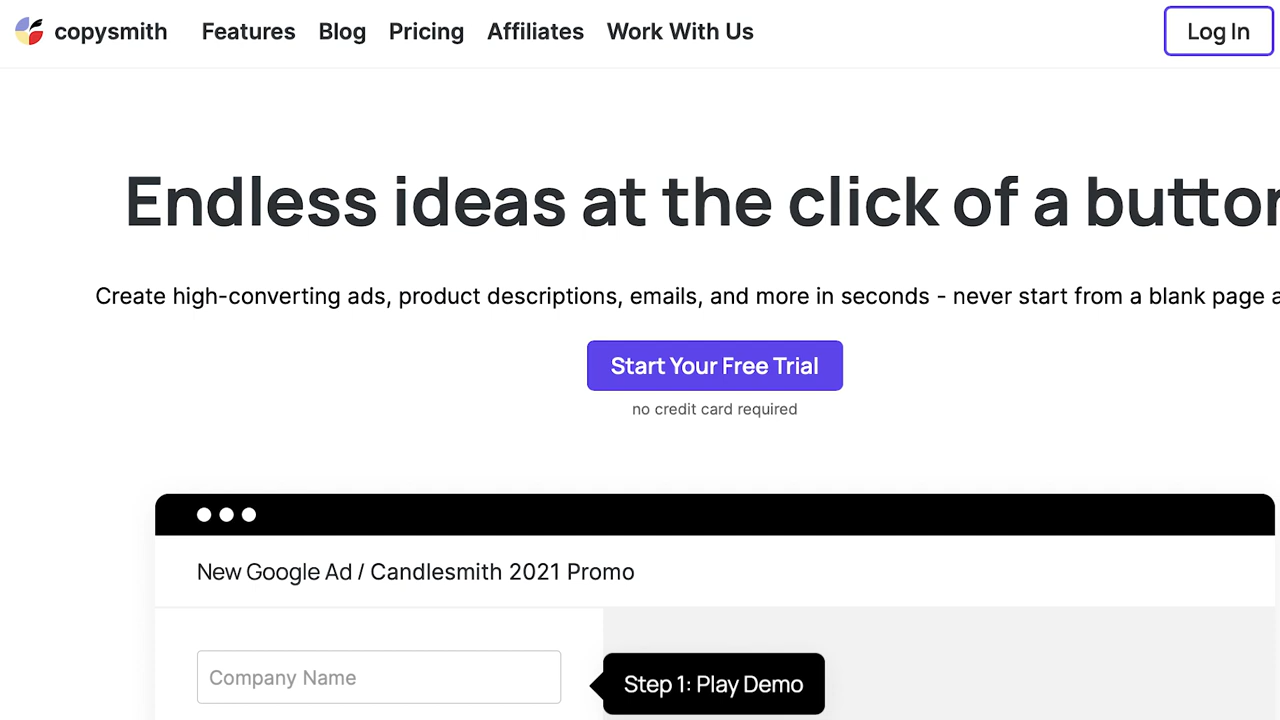 copysmith Features Blog Pricing Affiliates Work With Us Log In
Endless ideas at the click of a button
Create high-converting ads, product descriptions, emails, and more in seconds - never start from a blank page a
Start Your Free Trial
no credit card required
New Google Ad / Candlesmith 2021 Promo
Company Name
Step 1: Play Demo